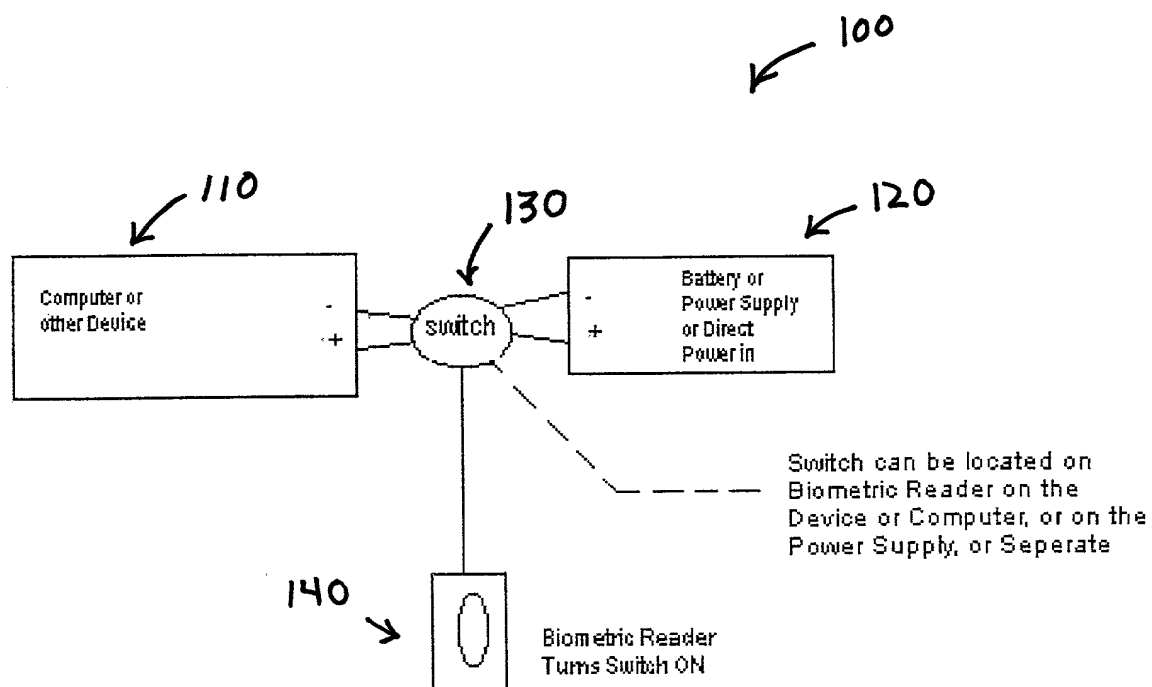 100
110
130
120
Computer or
other Device
-
+
switch
-
+
Battery or
Power Supply
or Direct
Power in
Switch can be located on
Biometric Reader on the
Device or Computer, or on the
Power Supply, or Seperate
140
Biometric Reader
Turns Switch ON